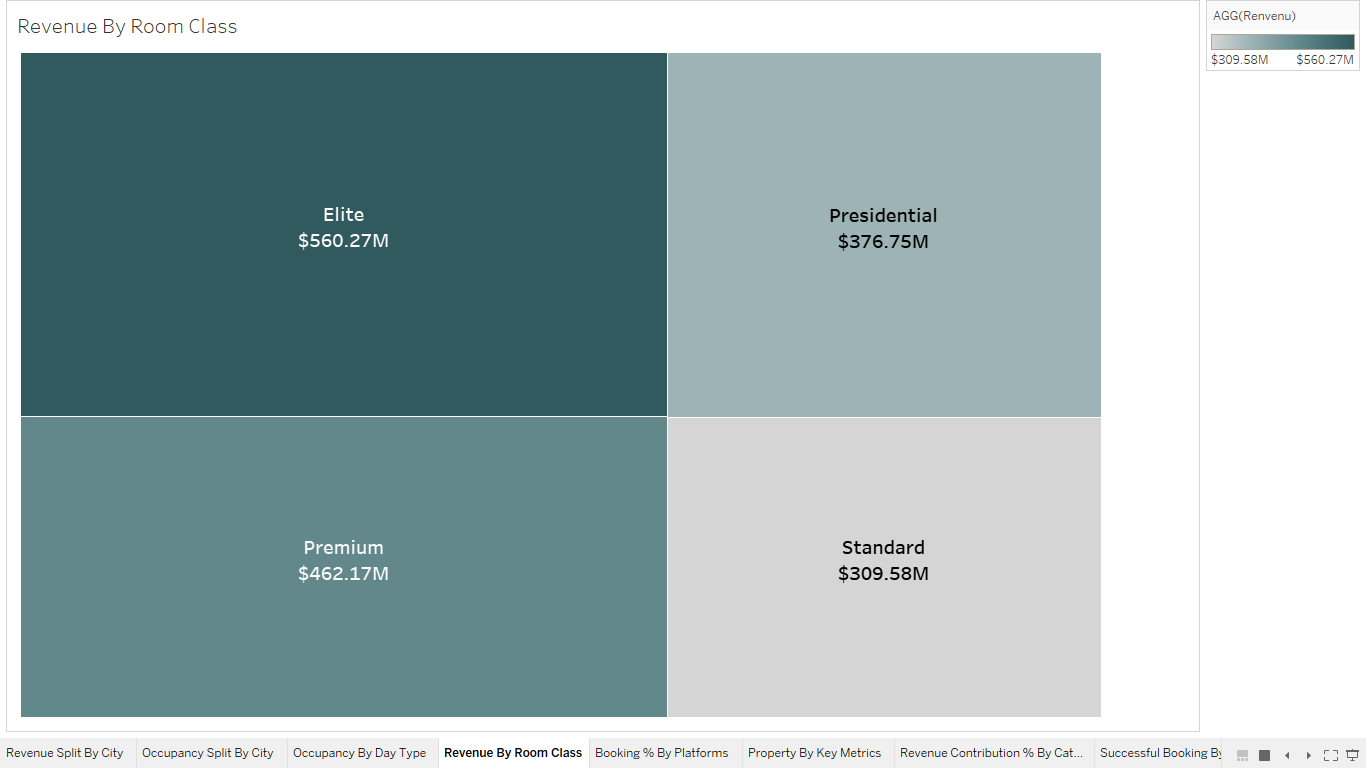 Revenue By Room Class
AGG(Renvenu)
$309.58M $560.27M
Elite
$560.27M
Presidential
$376.75M
Premium
$462.17M
Standard
$309.58M
Revenue Split By City Occupancy Split By City Occupancy By Day Type Revenue By Room Class Booking % By Platforms Property By Key Metrics Revenue Contribution % By Cat... Successful Booking By